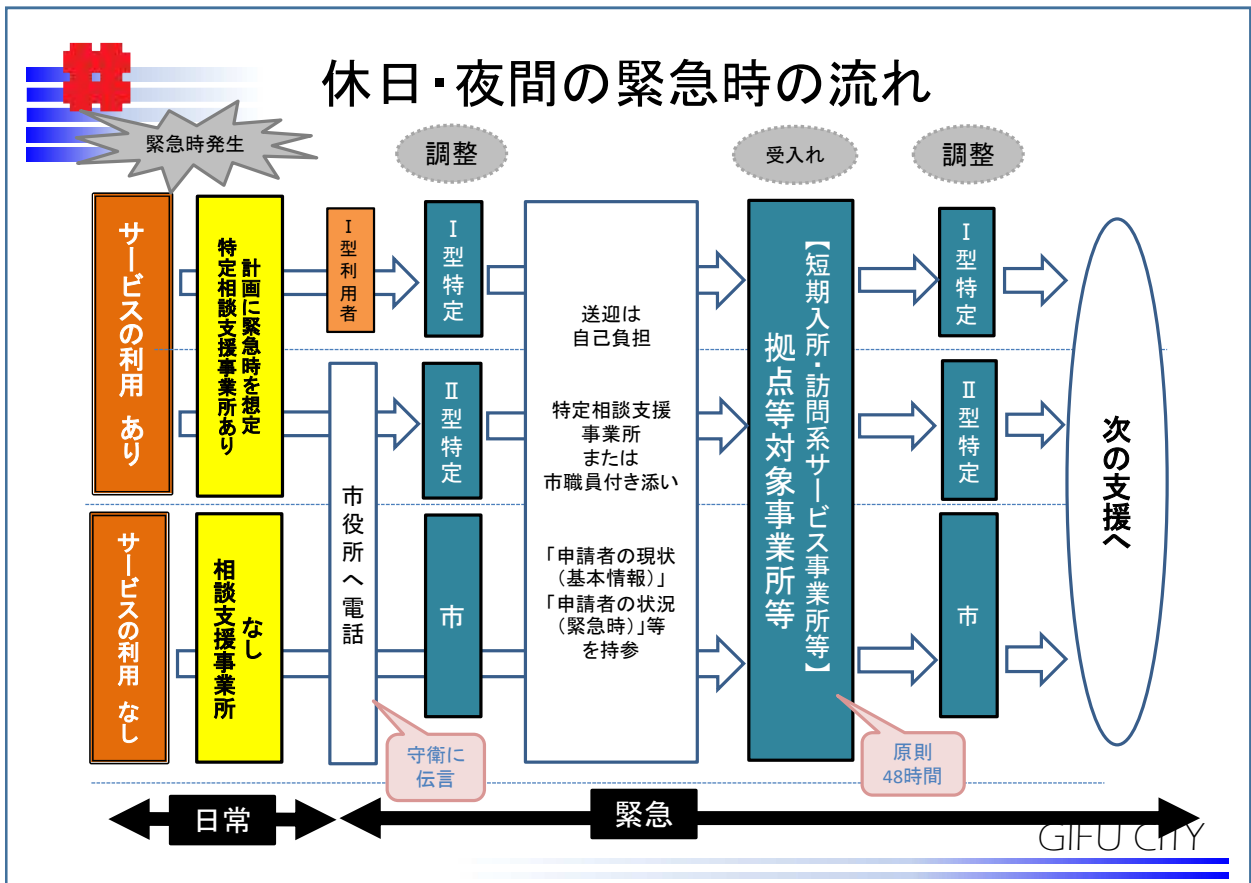 休日・夜間の緊急時の流れ
緊急時発生
調整
受入れ
調整
サービスの利用 あり
計画に緊急時を想定
特定相談支援事業所あり
Ⅰ型利用者
Ⅰ型特定
市役所へ電話
Ⅱ型特定
サービスの利用 なし
なし
相談支援事業所
市
守衛に
伝言
送迎は
自己負担
特定相談支援
事業所
または
市職員付き添い
「申請者の現状
（基本情報）」
「申請者の状況
（緊急時）」等
を持参
【短期入所・訪問系サービス事業所等】
拠点等対象事業所等
原則
48時間
Ⅰ型特定
Ⅱ型特定
市
次の支援へ
日常
緊急
GIFU CITY